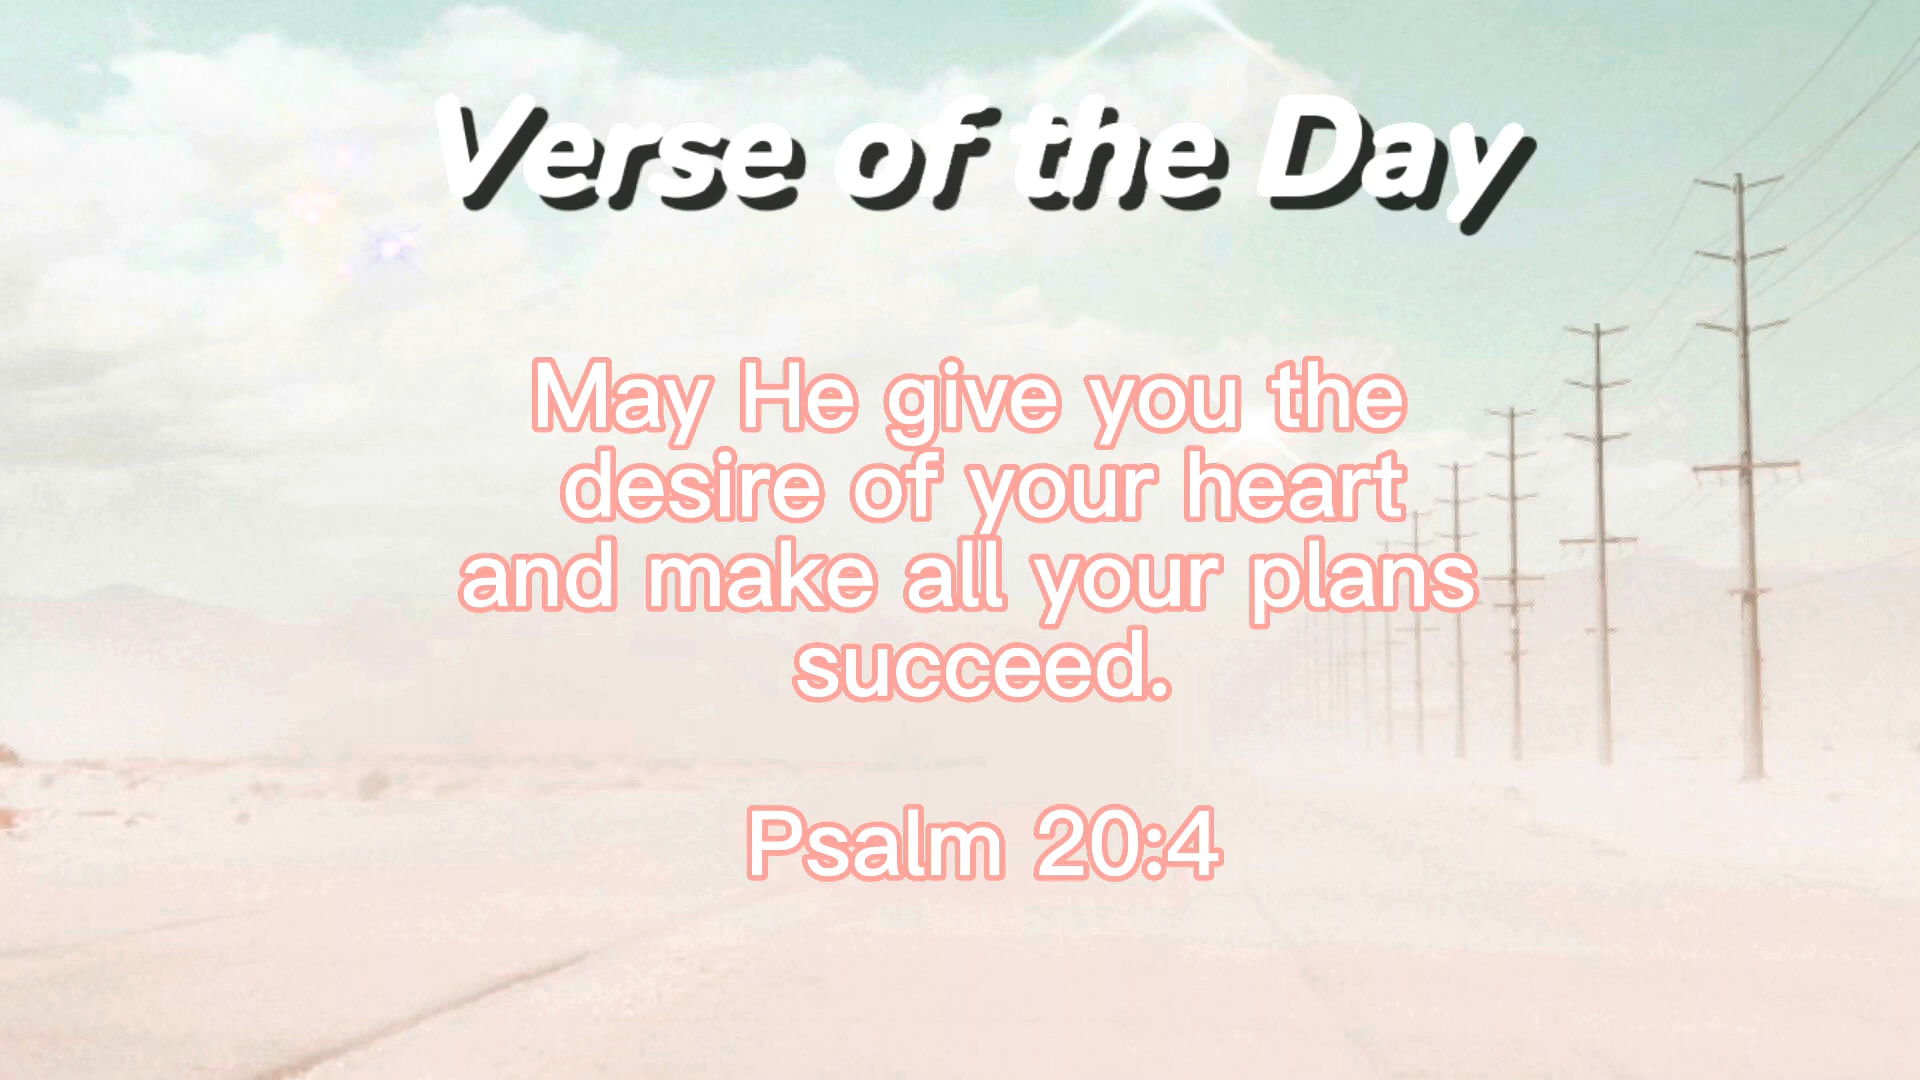 Verse of the Day
May He give you the
desire of your heart
and make all your plans
succeed.
Psalm 20:4